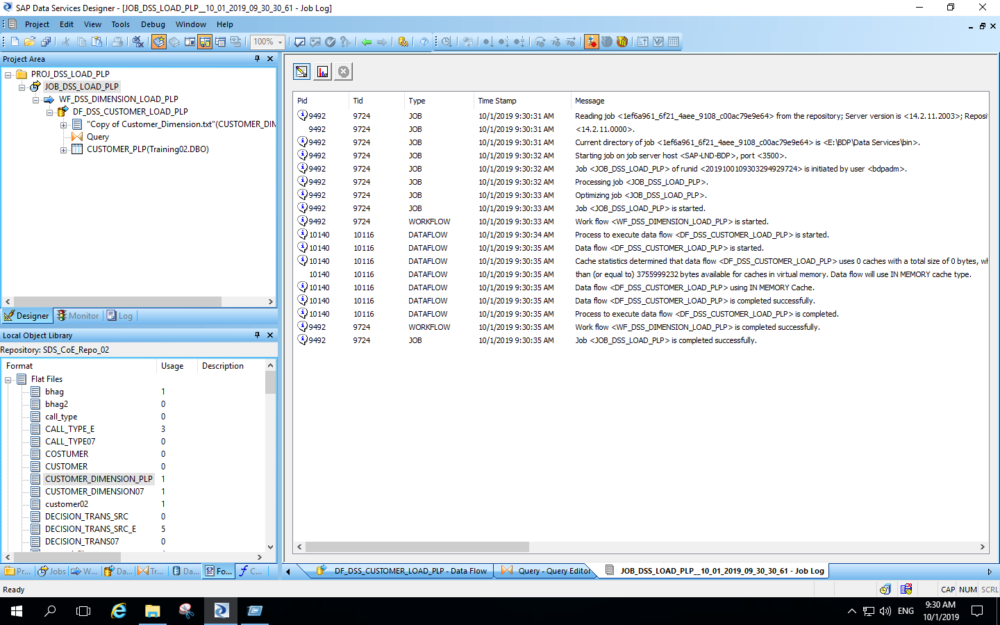 SAP Data Services Designer - [JOB_DSS_LOAD_PLP__10_01_2019_09_30_30_61 - Job Log]
Project Edit View Tools Debug Window Help
100%
Project Area
PROJ_DSS_LOAD_PLP
JOB_DSS_LOAD_PLP
WF_DSS_DIMENSION_LOAD_PLP
DF_DSS_CUSTOMER_LOAD_PLP
"Copy of Customer_Dimension.txt"(CUSTOMER_DIM
Query
CUSTOMER_PLP(Training02.DBO)
Designer Monitor Log
Local Object Library
Repository: SDS_CoE_Repo_02
Format Usage Description
Flat Files
bhag 1
bhag2 0
call_type 0
CALL_TYPE_E 3
CALL_TYPE07 0
COSTUMER 0
CUSTOMER 0
CUSTOMER_DIMENSION_PLP 1
CUSTOMER_DIMENSION07 1
customer02 1
DECISION_TRANS_SRC 0
DECISION_TRANS_SRC_E 5
DECISION_TRANS07 0
Pr... Jobs W... Da... Tr... Da... Fo... C...
Pid Tid Type Time Stamp Message
9492 9724 JOB 10/1/2019 9:30:31 AM Reading job <1ef6a961_6f21_4aee_9108_c00ac79e9e64> from the repository; Server version is <14.2.11.2003>; Reposit
9492 9724 JOB 10/1/2019 9:30:31 AM <14.2.11.0000>.
9492 9724 JOB 10/1/2019 9:30:31 AM Current directory of job <1ef6a961_6f21_4aee_9108_c00ac79e9e64> is <E:\BDP\Data Services\bin>.
9492 9724 JOB 10/1/2019 9:30:32 AM Starting job on job server host <SAP-LND-BDP>, port <3500>.
9492 9724 JOB 10/1/2019 9:30:32 AM Job <JOB_DSS_LOAD_PLP> of runid <2019100109303294929724> is initiated by user <bdpadm>.
9492 9724 JOB 10/1/2019 9:30:32 AM Processing job <JOB_DSS_LOAD_PLP>.
9492 9724 JOB 10/1/2019 9:30:33 AM Optimizing job <JOB_DSS_LOAD_PLP>.
9492 9724 JOB 10/1/2019 9:30:33 AM Job <JOB_DSS_LOAD_PLP> is started.
9492 9724 WORKFLOW 10/1/2019 9:30:33 AM Work flow <WF_DSS_DIMENSION_LOAD_PLP> is started.
10140 10116 DATAFLOW 10/1/2019 9:30:34 AM Process to execute data flow <DF_DSS_CUSTOMER_LOAD_PLP> is started.
10140 10116 DATAFLOW 10/1/2019 9:30:35 AM Data flow <DF_DSS_CUSTOMER_LOAD_PLP> is started.
10140 10116 DATAFLOW 10/1/2019 9:30:35 AM Cache statistics determined that data flow <DF_DSS_CUSTOMER_LOAD_PLP> uses 0 caches with a total size of 0 bytes, wh
10140 10116 DATAFLOW 10/1/2019 9:30:35 AM than (or equal to) 3755999232 bytes available for caches in virtual memory. Data flow will use IN MEMORY cache type.
10140 10116 DATAFLOW 10/1/2019 9:30:35 AM Data flow <DF_DSS_CUSTOMER_LOAD_PLP> using IN MEMORY Cache.
10140 10116 DATAFLOW 10/1/2019 9:30:35 AM Data flow <DF_DSS_CUSTOMER_LOAD_PLP> is completed successfully.
10140 10116 DATAFLOW 10/1/2019 9:30:35 AM Process to execute data flow <DF_DSS_CUSTOMER_LOAD_PLP> is completed.
9492 9724 WORKFLOW 10/1/2019 9:30:35 AM Work flow <WF_DSS_DIMENSION_LOAD_PLP> is completed successfully.
9492 9724 JOB 10/1/2019 9:30:35 AM Job <JOB_DSS_LOAD_PLP> is completed successfully.
DF_DSS_CUSTOMER_LOAD_PLP - Data Flow Query - Query Editor JOB_DSS_LOAD_PLP__10_01_2019_09_30_30_61 - Job Log
Ready CAP NUM SCRL
ENG 9:30 AM
10/1/2019